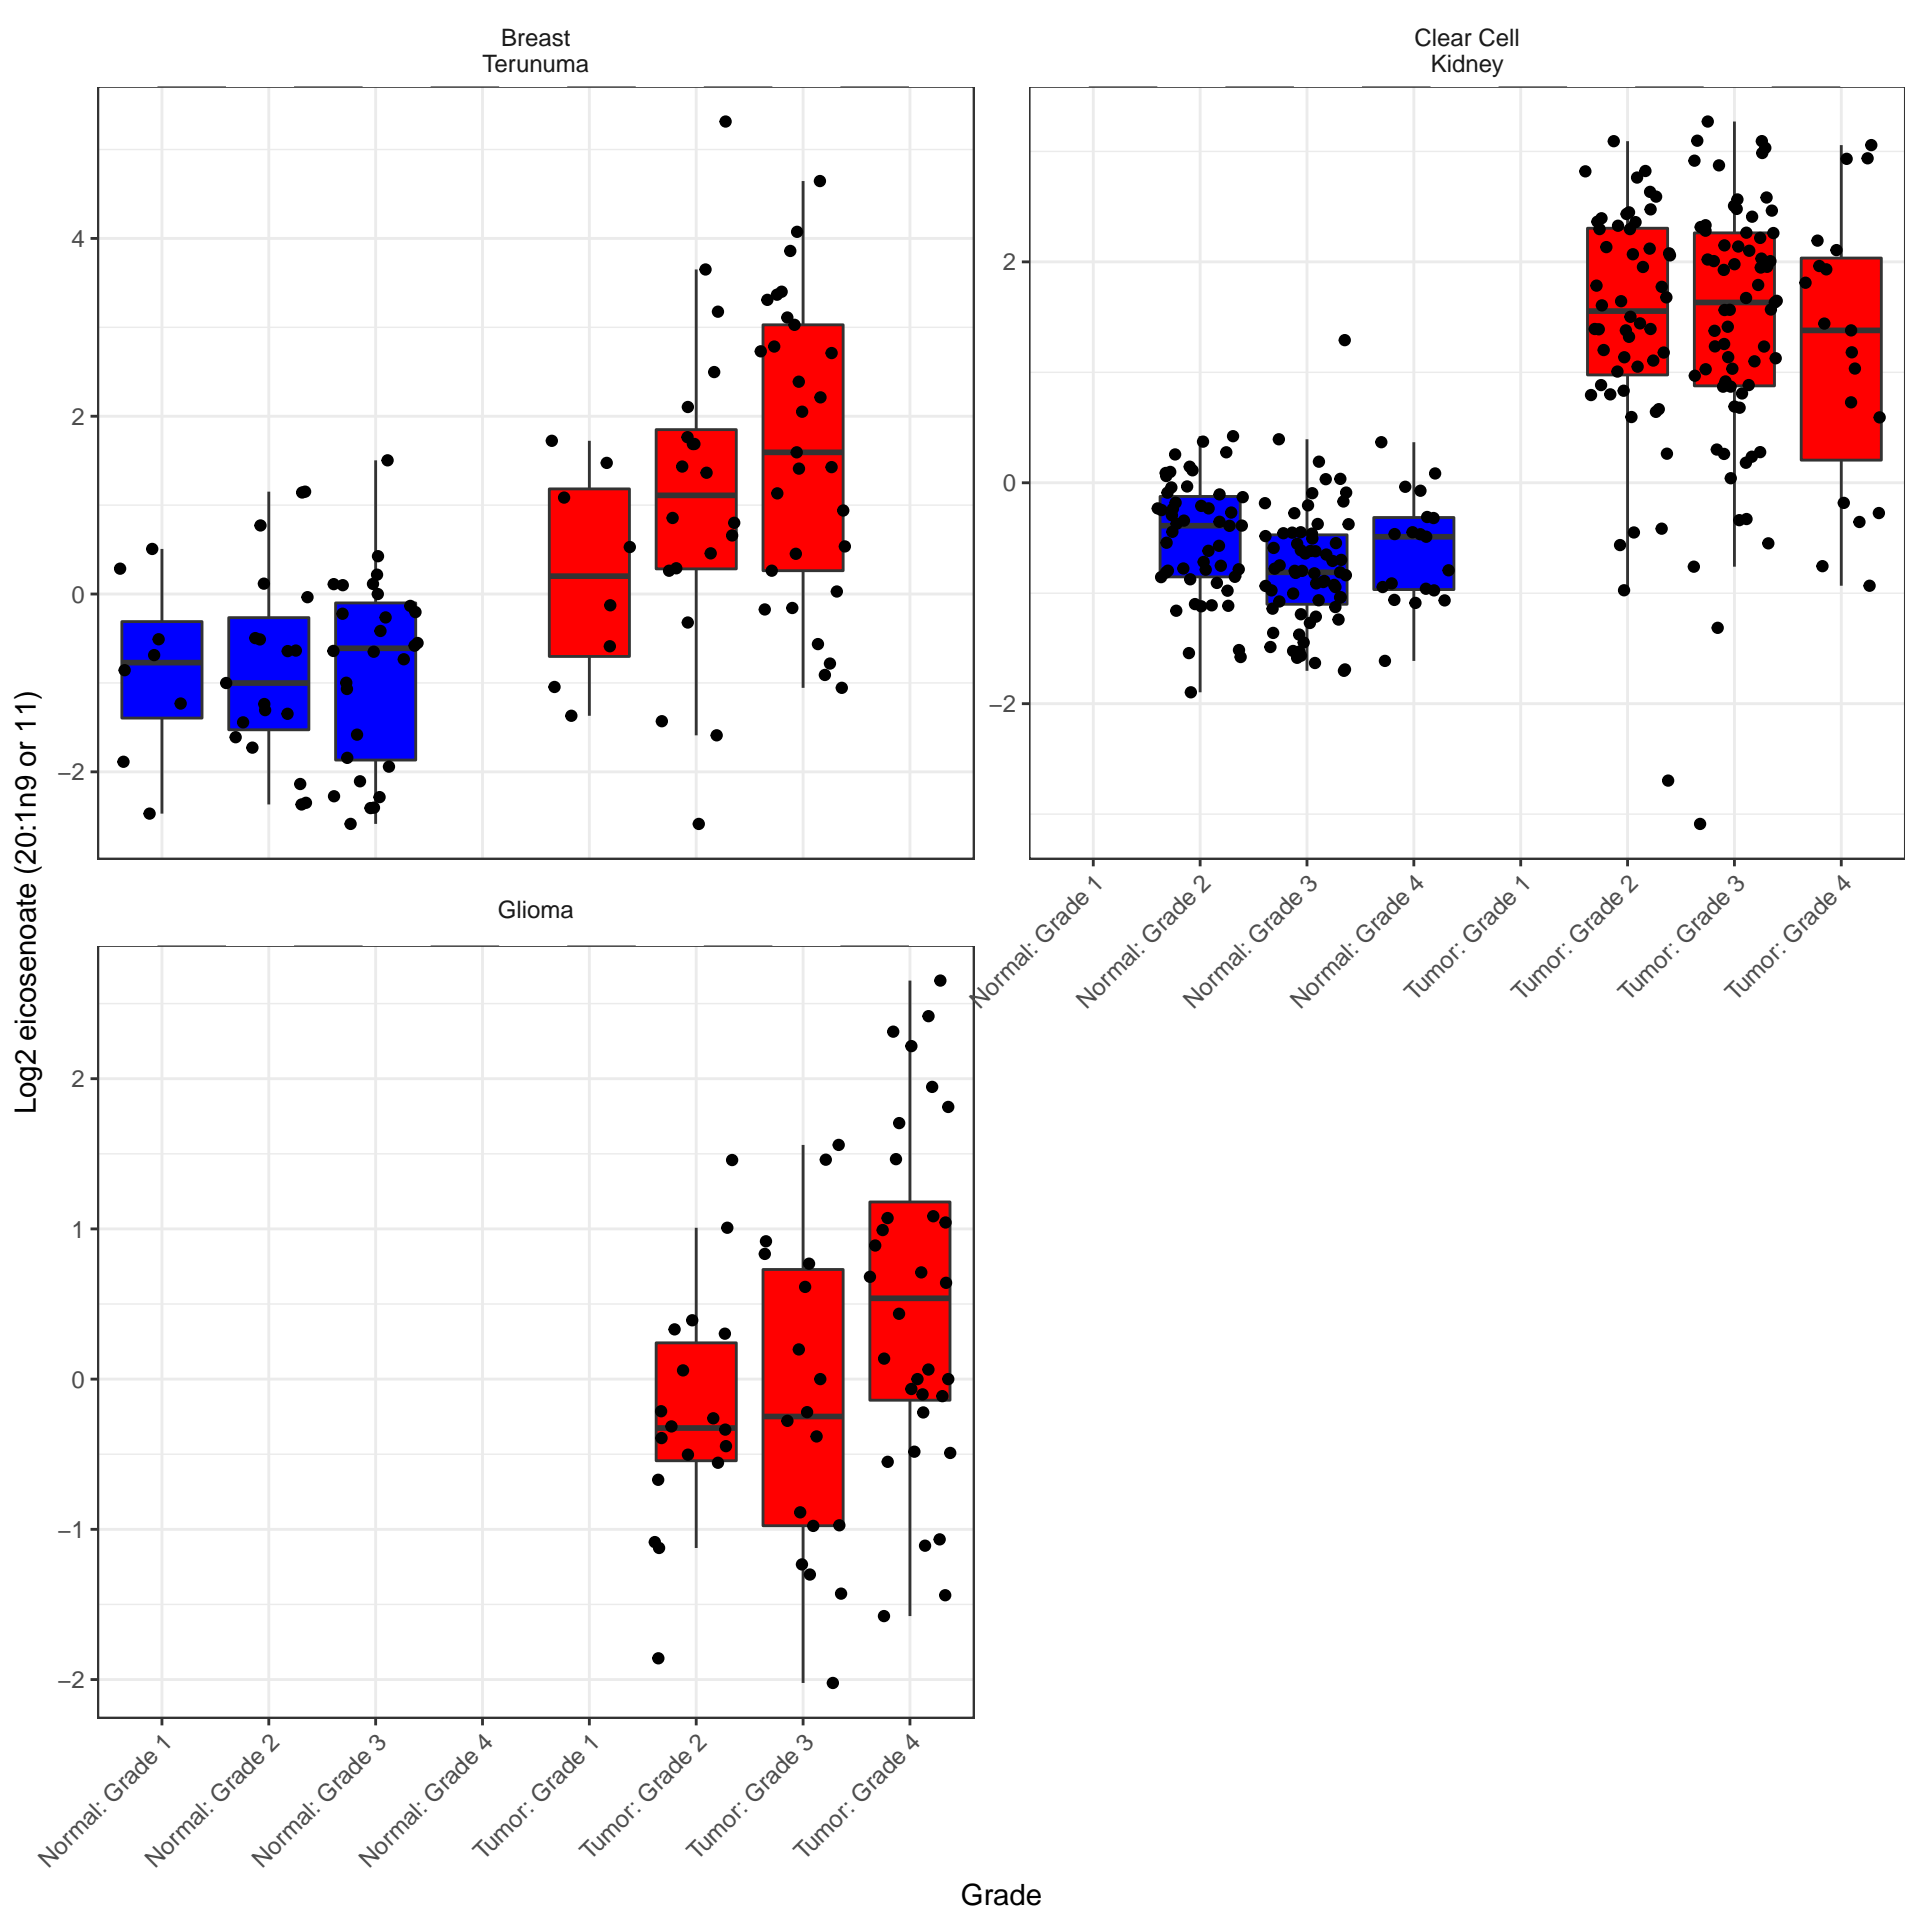 Breast
Terunuma
Clear Cell
Kidney
4
2
0
−2
2
0
−2
Normal: Grade 1
Normal: Grade 2
Normal: Grade 3
Normal: Grade 4
Tumor: Grade 1
Tumor: Grade 2
Tumor: Grade 3
Tumor: Grade 4
Log2 eicosenoate (20:1n9 or 11)
Glioma
2
1
0
−1
−2
Normal: Grade 1
Normal: Grade 2
Normal: Grade 3
Normal: Grade 4
Tumor: Grade 1
Tumor: Grade 2
Tumor: Grade 3
Tumor: Grade 4
Grade